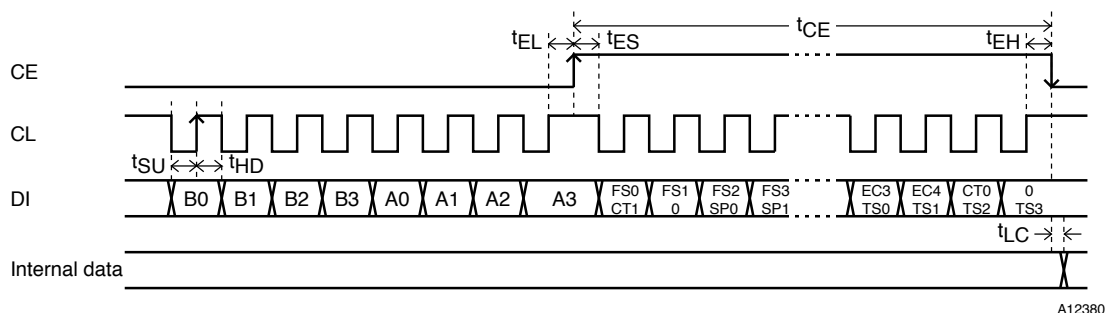 tCE
tEL tES tEH
CE
CL
tSU tHD
DI B0 B1 B2 B3 A0 A1 A2 A3 FS0 FS1 FS2 FS3 EC3 EC4 CT0 0
CT1 0 SP0 SP1 TS0 TS1 TS2 TS3
tLC
Internal data
A12380